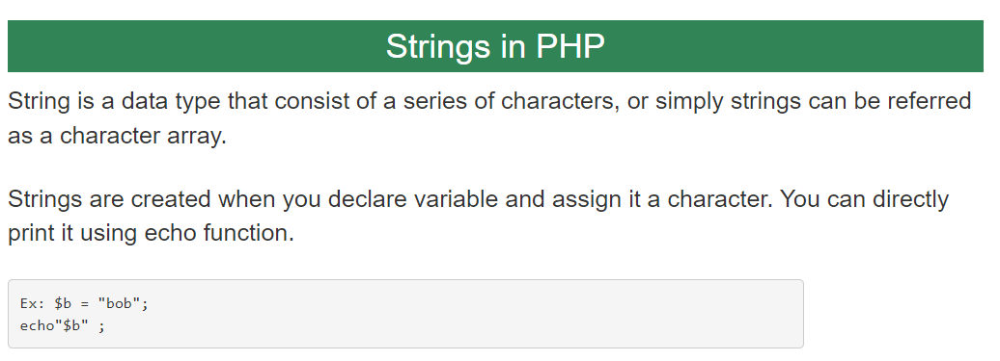 Strings in PHP
String is a data type that consist of a series of characters, or simply strings can be referred
as a character array.
Strings are created when you declare variable and assign it a character. You can directly
print it using echo function.
Ex: $b = "bob";
echo"$b" ;